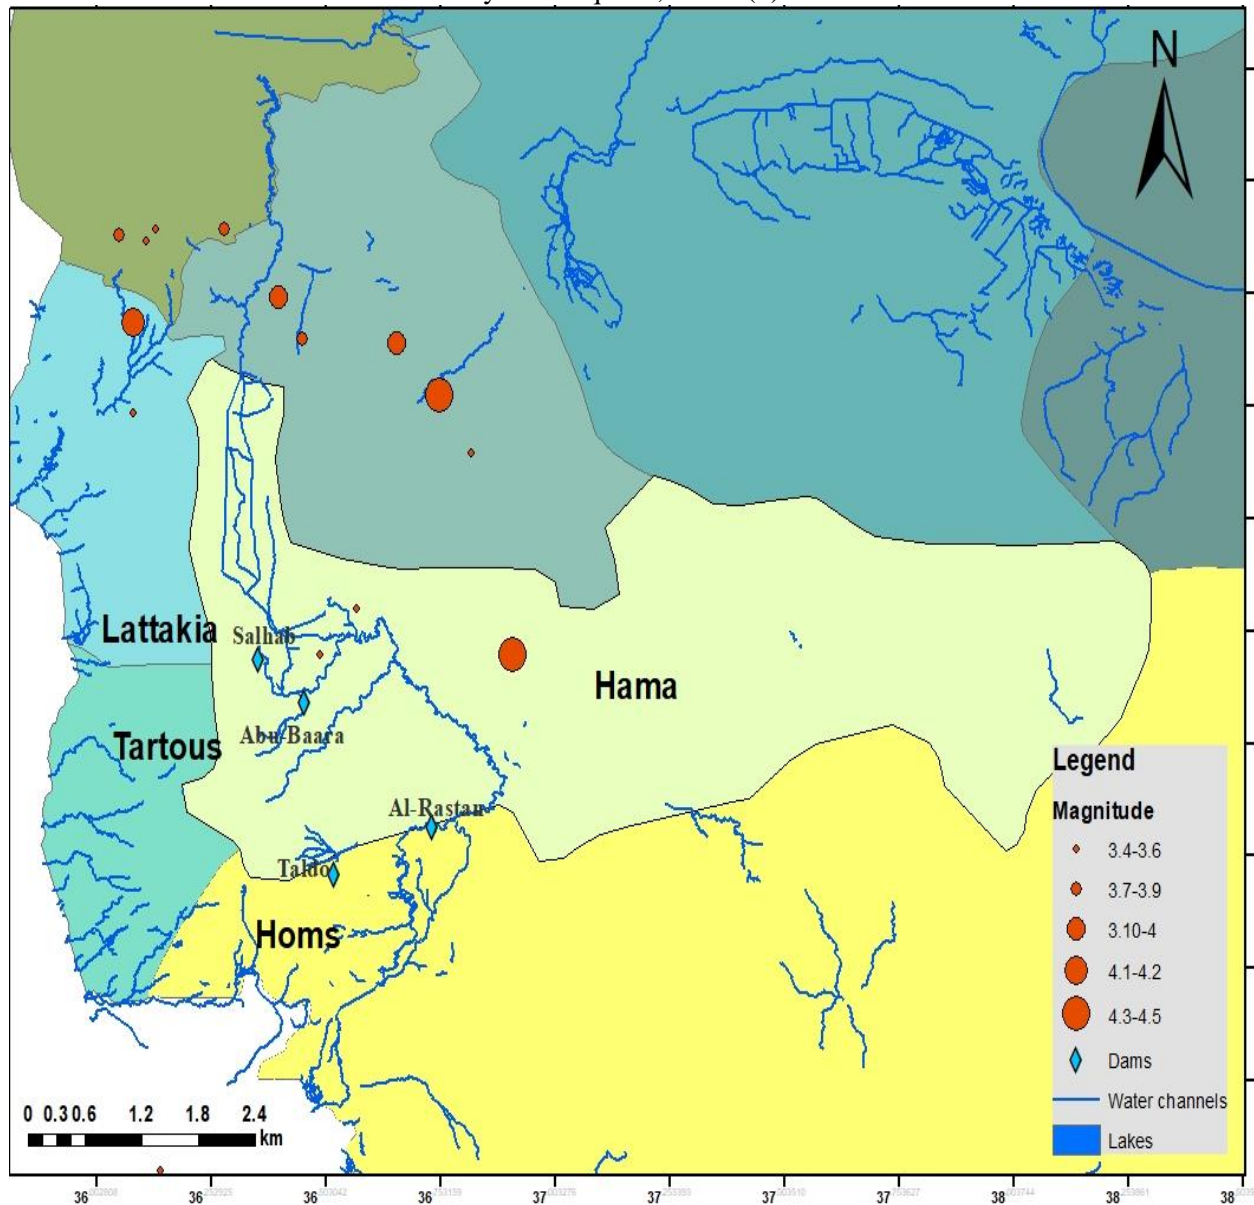 N
Lattakia
Salhab
Hama
Abu-Baara
Tartous
Al-Rastan
Taldo
Homs
Legend
Magnitude
3.4-3.6
3.7-3.9
3.10-4
4.1-4.2
4.3-4.5
Dams
Water channels
Lakes
0 0.3 0.6 1.2 1.8 2.4
km
36 36 36 36 37 37 37 37 38 38 38